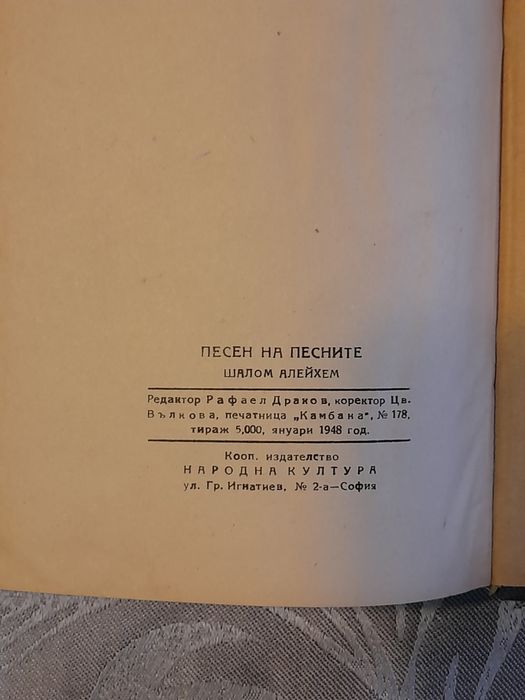 ПЕСЕН НА ПЕСНИТЕ
ШАЛОМ АЛЕЙХЕМ
Редактор Рафаел Драков, коректор Цв.
Вълкова, печатница „Камбана", № 178,
тираж 5,000, януари 1948 год.
Кооп. издателство
НАРОДНА КУЛТУРА
ул. Гр. Игнатиев, № 2-а—София